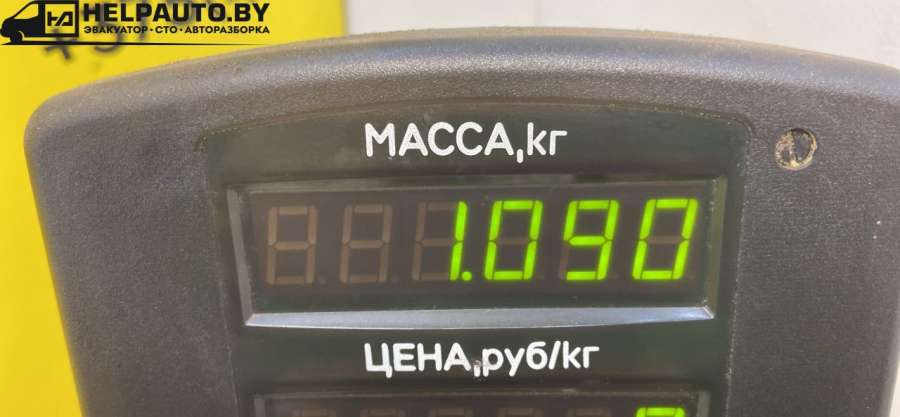 HELPAUTO.BY
ЭВАКУАТОР · СТО · АВТОРАЗБОРКА
МАССА,кг
1.090
ЦЕНА,руб/кг